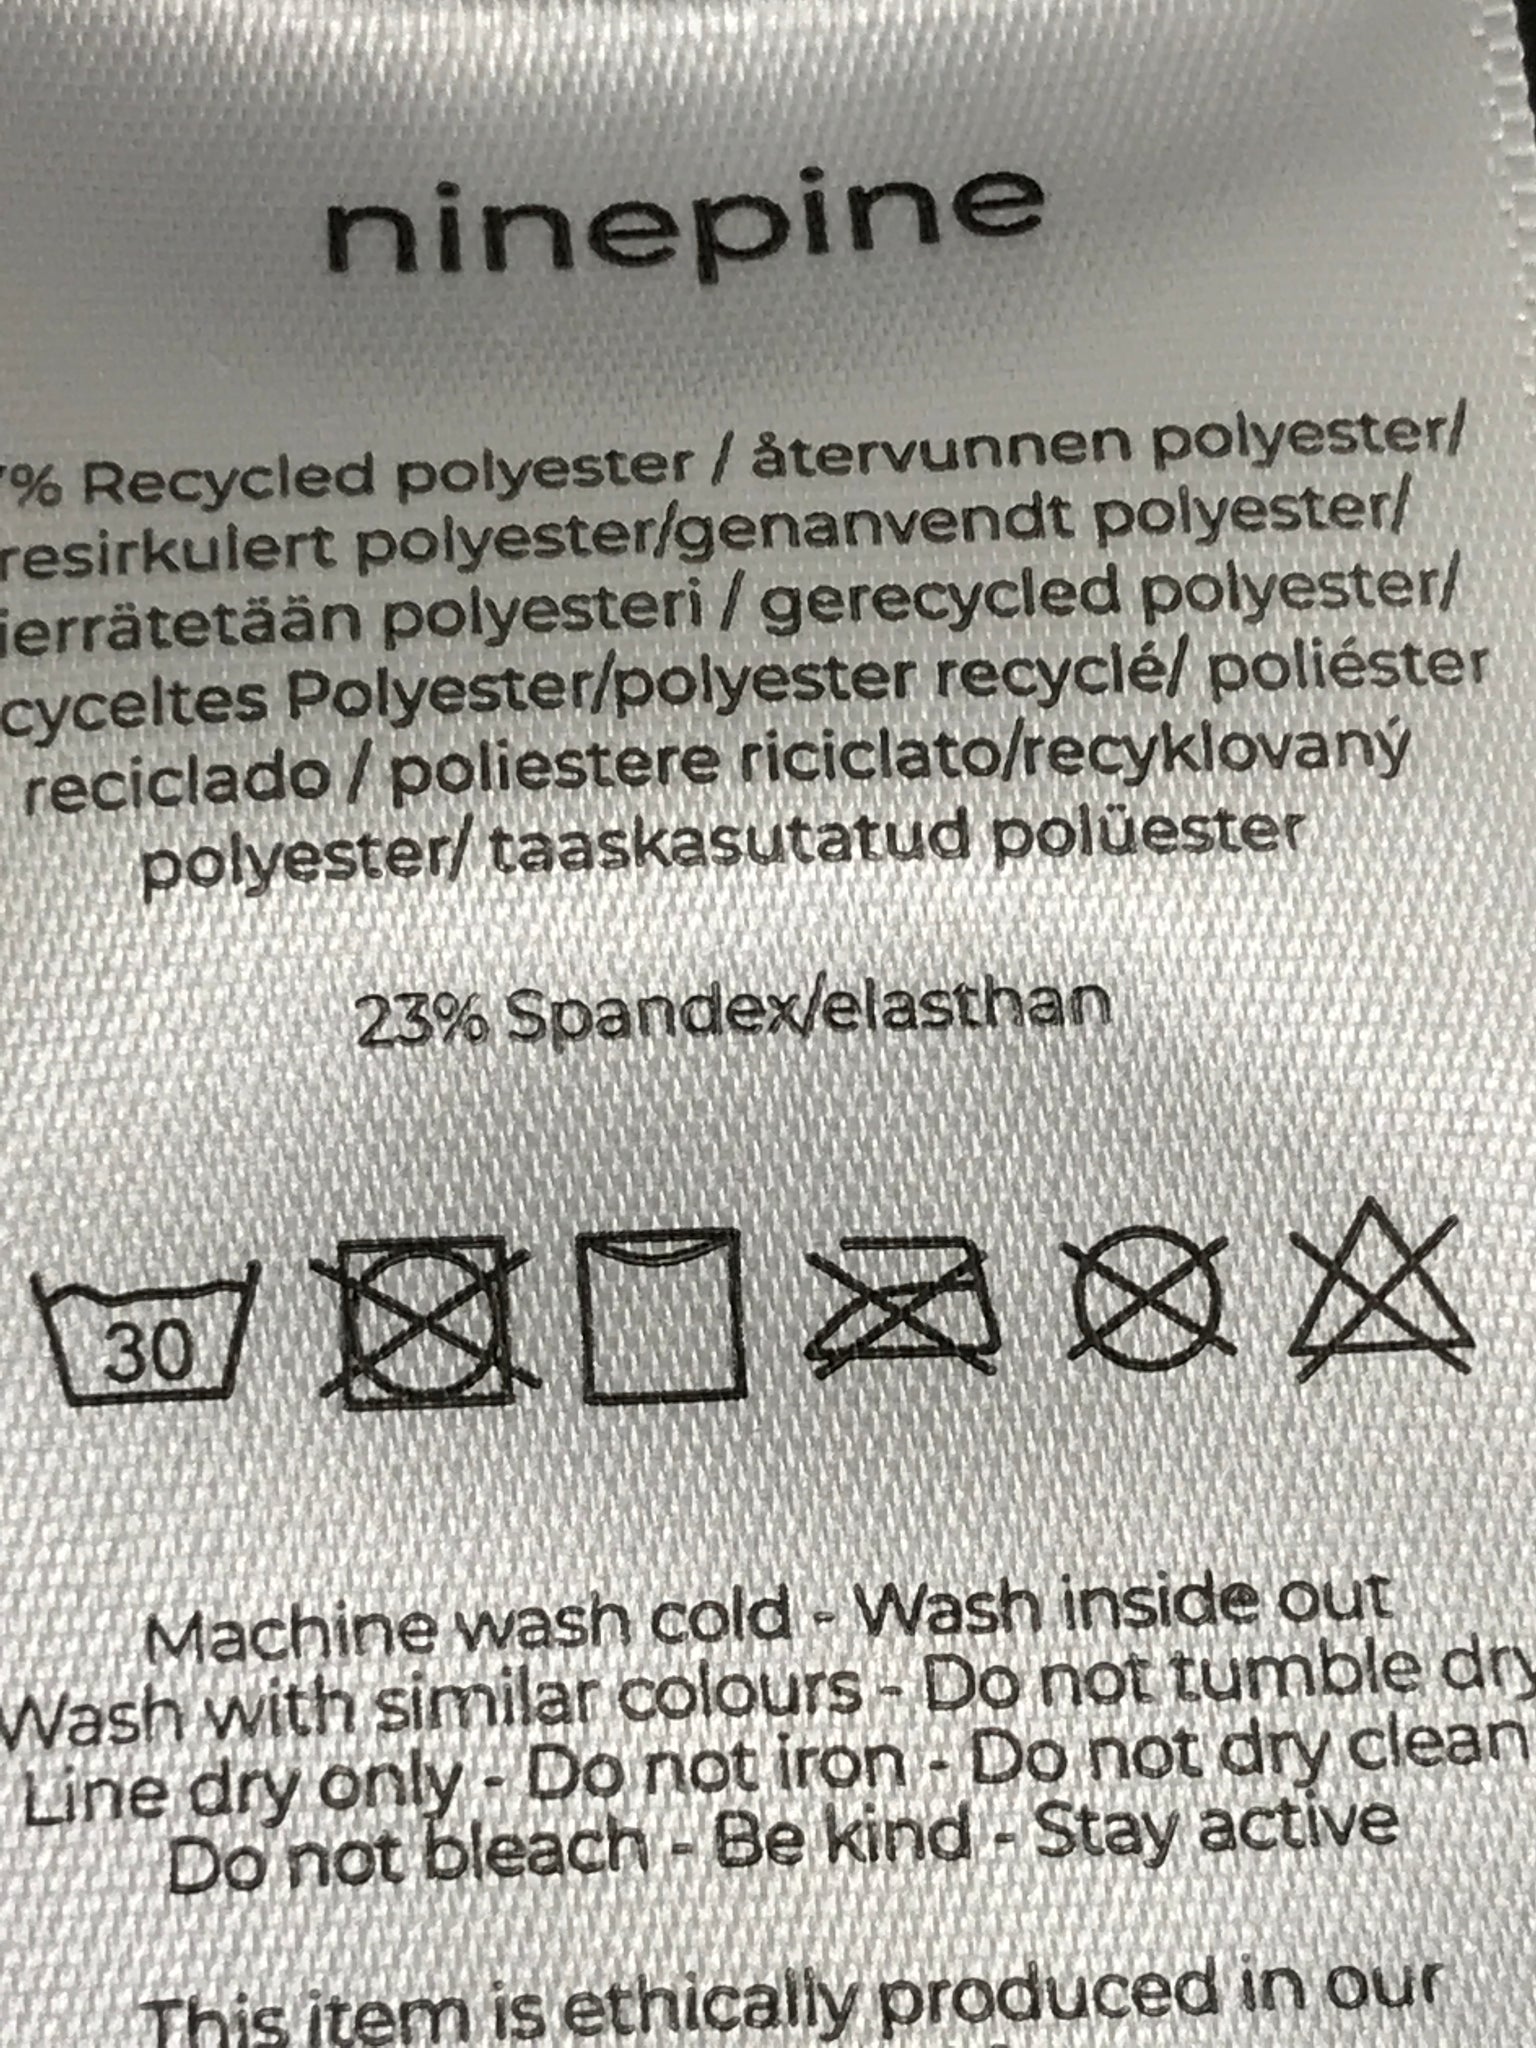 ninepine
% Recycled polyester / återvunnen polyester/
resirkulert polyester/genanvendt polyester/
ierrätetään polyesteri / gerecycled polyester/
cyceltes Polyester/polyester recyclé/ poliéster
reciclado / poliestere riciclato/recyklovaný
polyester/ taaskasutatud polüester
23% Spandex/elasthan
30
Machine wash cold - Wash inside out
Wash with similar colours - Do not tumble dry
Line dry only - Do not iron - Do not dry clean
Do not bleach - Be kind - Stay active
This item is ethically produced in our